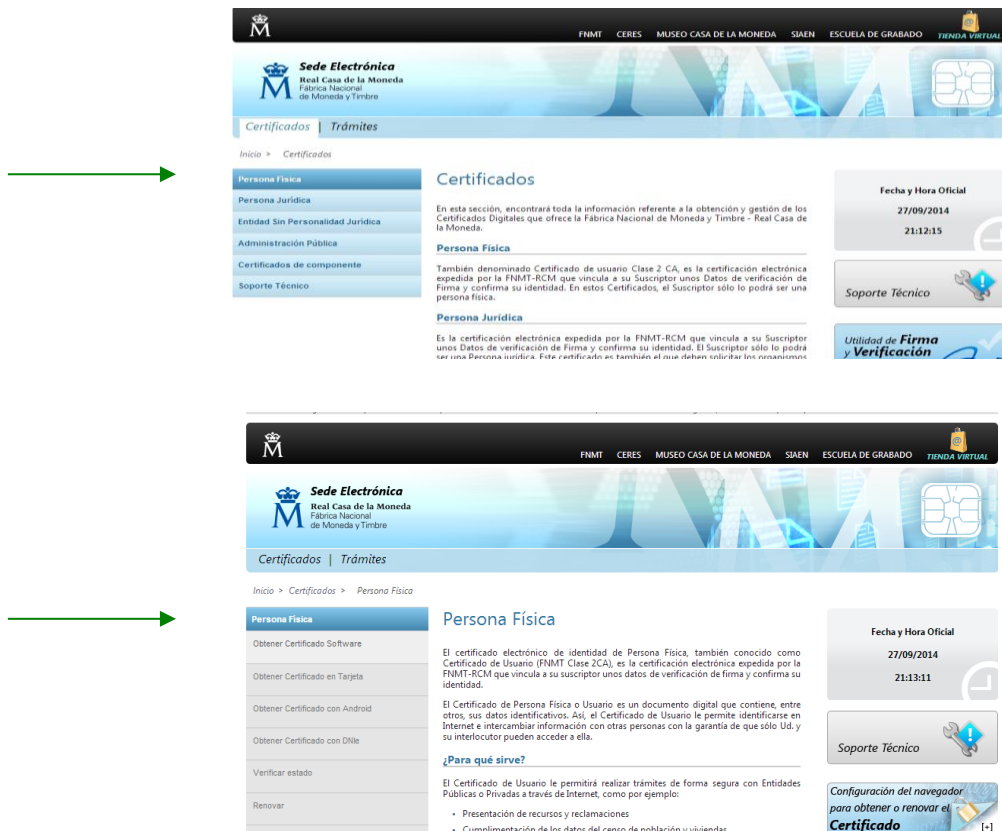 M
FNMT CERES MUSEO CASA DE LA MONEDA SIAEN ESCUELA DE GRABADO TIENDA VIRTUAL
Sede Electrónica
Real Casa de la Moneda
Fábrica Nacional
de Moneda y Timbre
Certificados | Trámites
Inicio > Certificados
Persona Física
Persona Jurídica
Entidad Sin Personalidad Jurídica
Administración Pública
Certificados de componente
Soporte Técnico
Certificados
En esta sección, encontrará toda la información referente a la obtención y gestión de los
Certificados Digitales que ofrece la Fábrica Nacional de Moneda y Timbre - Real Casa de
la Moneda.
Persona Física
También denominado Certificado de usuario Clase 2 CA, es la certificación electrónica
expedida por la FNMT-RCM que vincula a su Suscriptor unos Datos de verificación de
Firma y confirma su identidad. En estos Certificados, el Suscriptor sólo lo podrá ser una
persona física.
Persona Jurídica
Es la certificación electrónica expedida por la FNMT-RCM que vincula a su Suscriptor
unos Datos de verificación de Firma y confirma su identidad. El Suscriptor sólo lo podrá
ser una Persona jurídica. Este certificado es también el que deben solicitar los organismos
Fecha y Hora Oficial
27/09/2014
21:12:15
Soporte Técnico
Utilidad de Firma
y Verificación
M
FNMT CERES MUSEO CASA DE LA MONEDA SIAEN ESCUELA DE GRABADO TIENDA VIRTUAL
Sede Electrónica
Real Casa de la Moneda
Fábrica Nacional
de Moneda y Timbre
Certificados | Trámites
Inicio > Certificados > Persona Física
Persona Física
Obtener Certificado Software
Obtener Certificado en Tarjeta
Obtener Certificado con Android
Obtener Certificado con DNIe
Verificar estado
Renovar
Persona Física
El certificado electrónico de identidad de Persona Física, también conocido como
Certificado de Usuario (FNMT Clase 2CA), es la certificación electrónica expedida por la
FNMT-RCM que vincula a su suscriptor unos datos de verificación de firma y confirma su
identidad.
El Certificado de Persona Física o Usuario es un documento digital que contiene, entre
otros, sus datos identificativos. Así, el Certificado de Usuario le permite identificarse en
Internet e intercambiar información con otras personas con la garantía de que sólo Ud. y
su interlocutor pueden acceder a ella.
¿Para qué sirve?
El Certificado de Usuario le permitirá realizar trámites de forma segura con Entidades
Públicas o Privadas a través de Internet, como por ejemplo:
• Presentación de recursos y reclamaciones
• Cumplimentación de los datos del censo de población y viviendas
Fecha y Hora Oficial
27/09/2014
21:13:11
Soporte Técnico
Configuración del navegador
para obtener o renovar el
Certificado
[+]